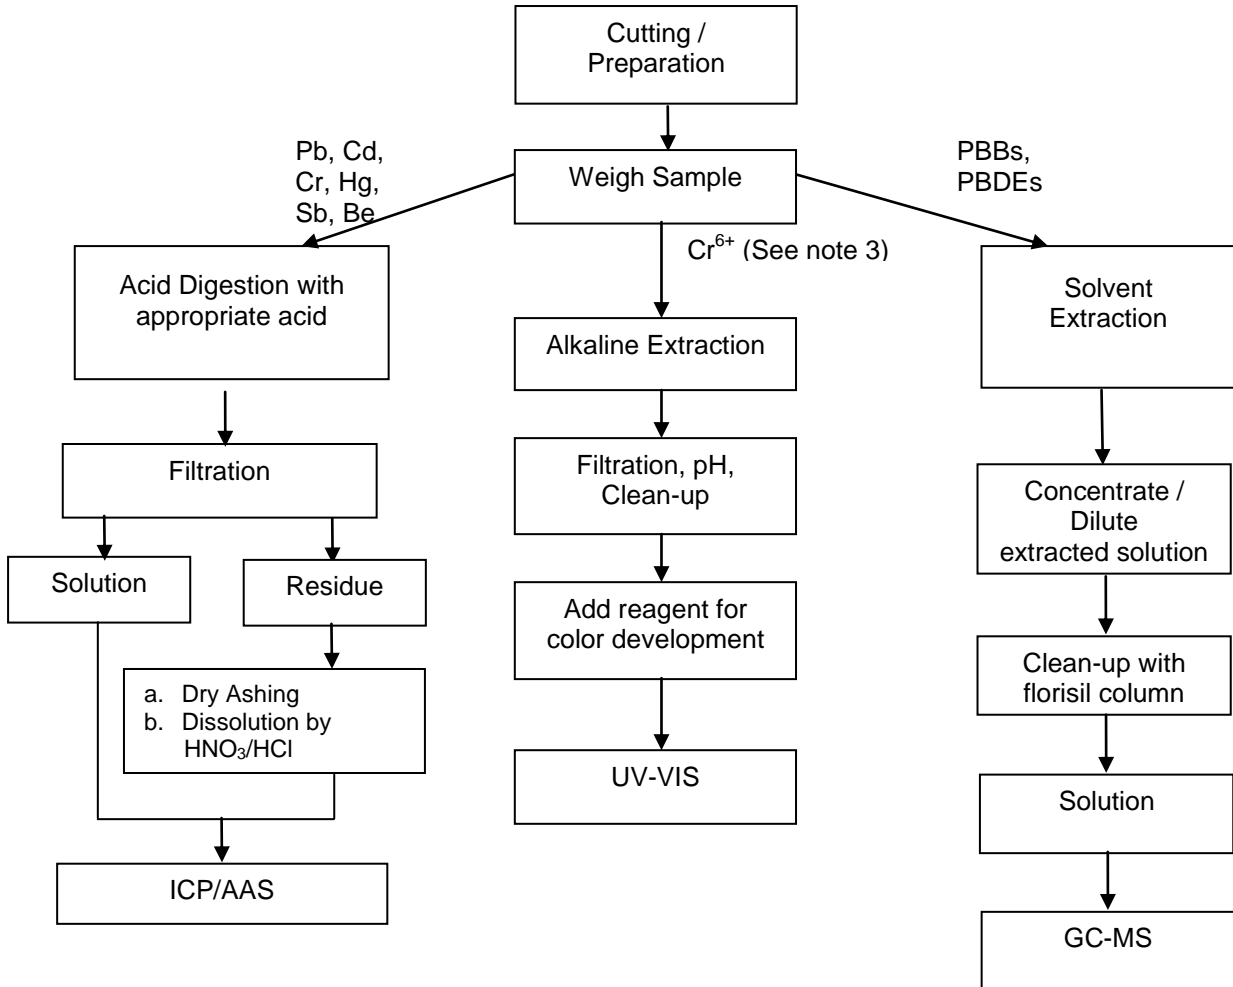 Cutting /
Preparation
Pb, Cd,
Cr, Hg,
Sb, Be
Weigh Sample
PBBs,
PBDEs
Cr⁶⁺ (See note 3)
Acid Digestion with
appropriate acid
Filtration
Solution
Residue
a. Dry Ashing
b. Dissolution by
HNO₃/HCl
ICP/AAS
Alkaline Extraction
Filtration, pH,
Clean-up
Add reagent for
color development
UV-VIS
Solvent
Extraction
Concentrate /
Dilute
extracted solution
Clean-up with
florisil column
Solution
GC-MS